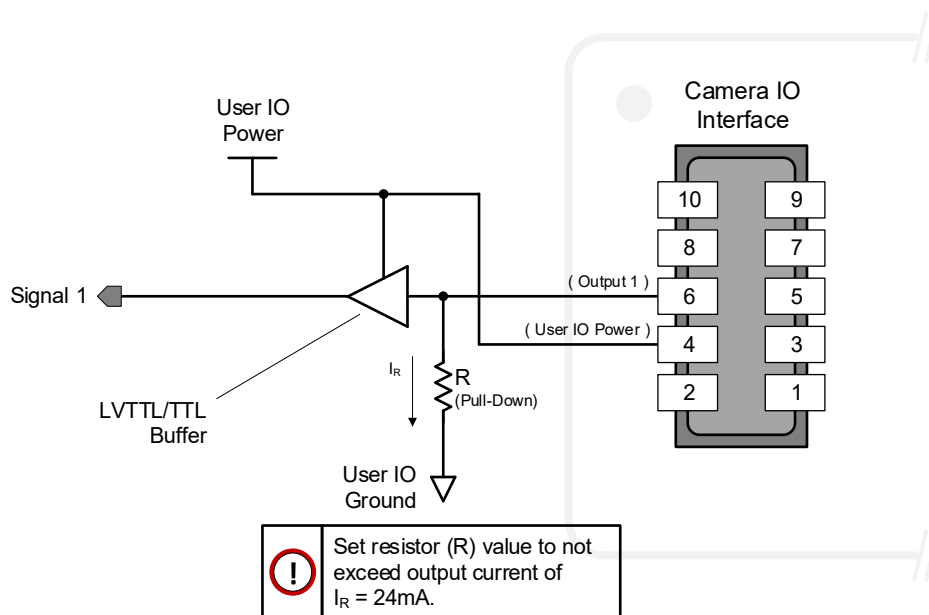 Camera IO
Interface
User IO
Power
10
9
8
7
Signal 1
( Output 1 )
6
5
( User IO Power )
4
3
IR
R
(Pull-Down)
2
1
LVTTL/TTL
Buffer
User IO
Ground
!
Set resistor (R) value to not
exceed output current of
IR = 24mA.